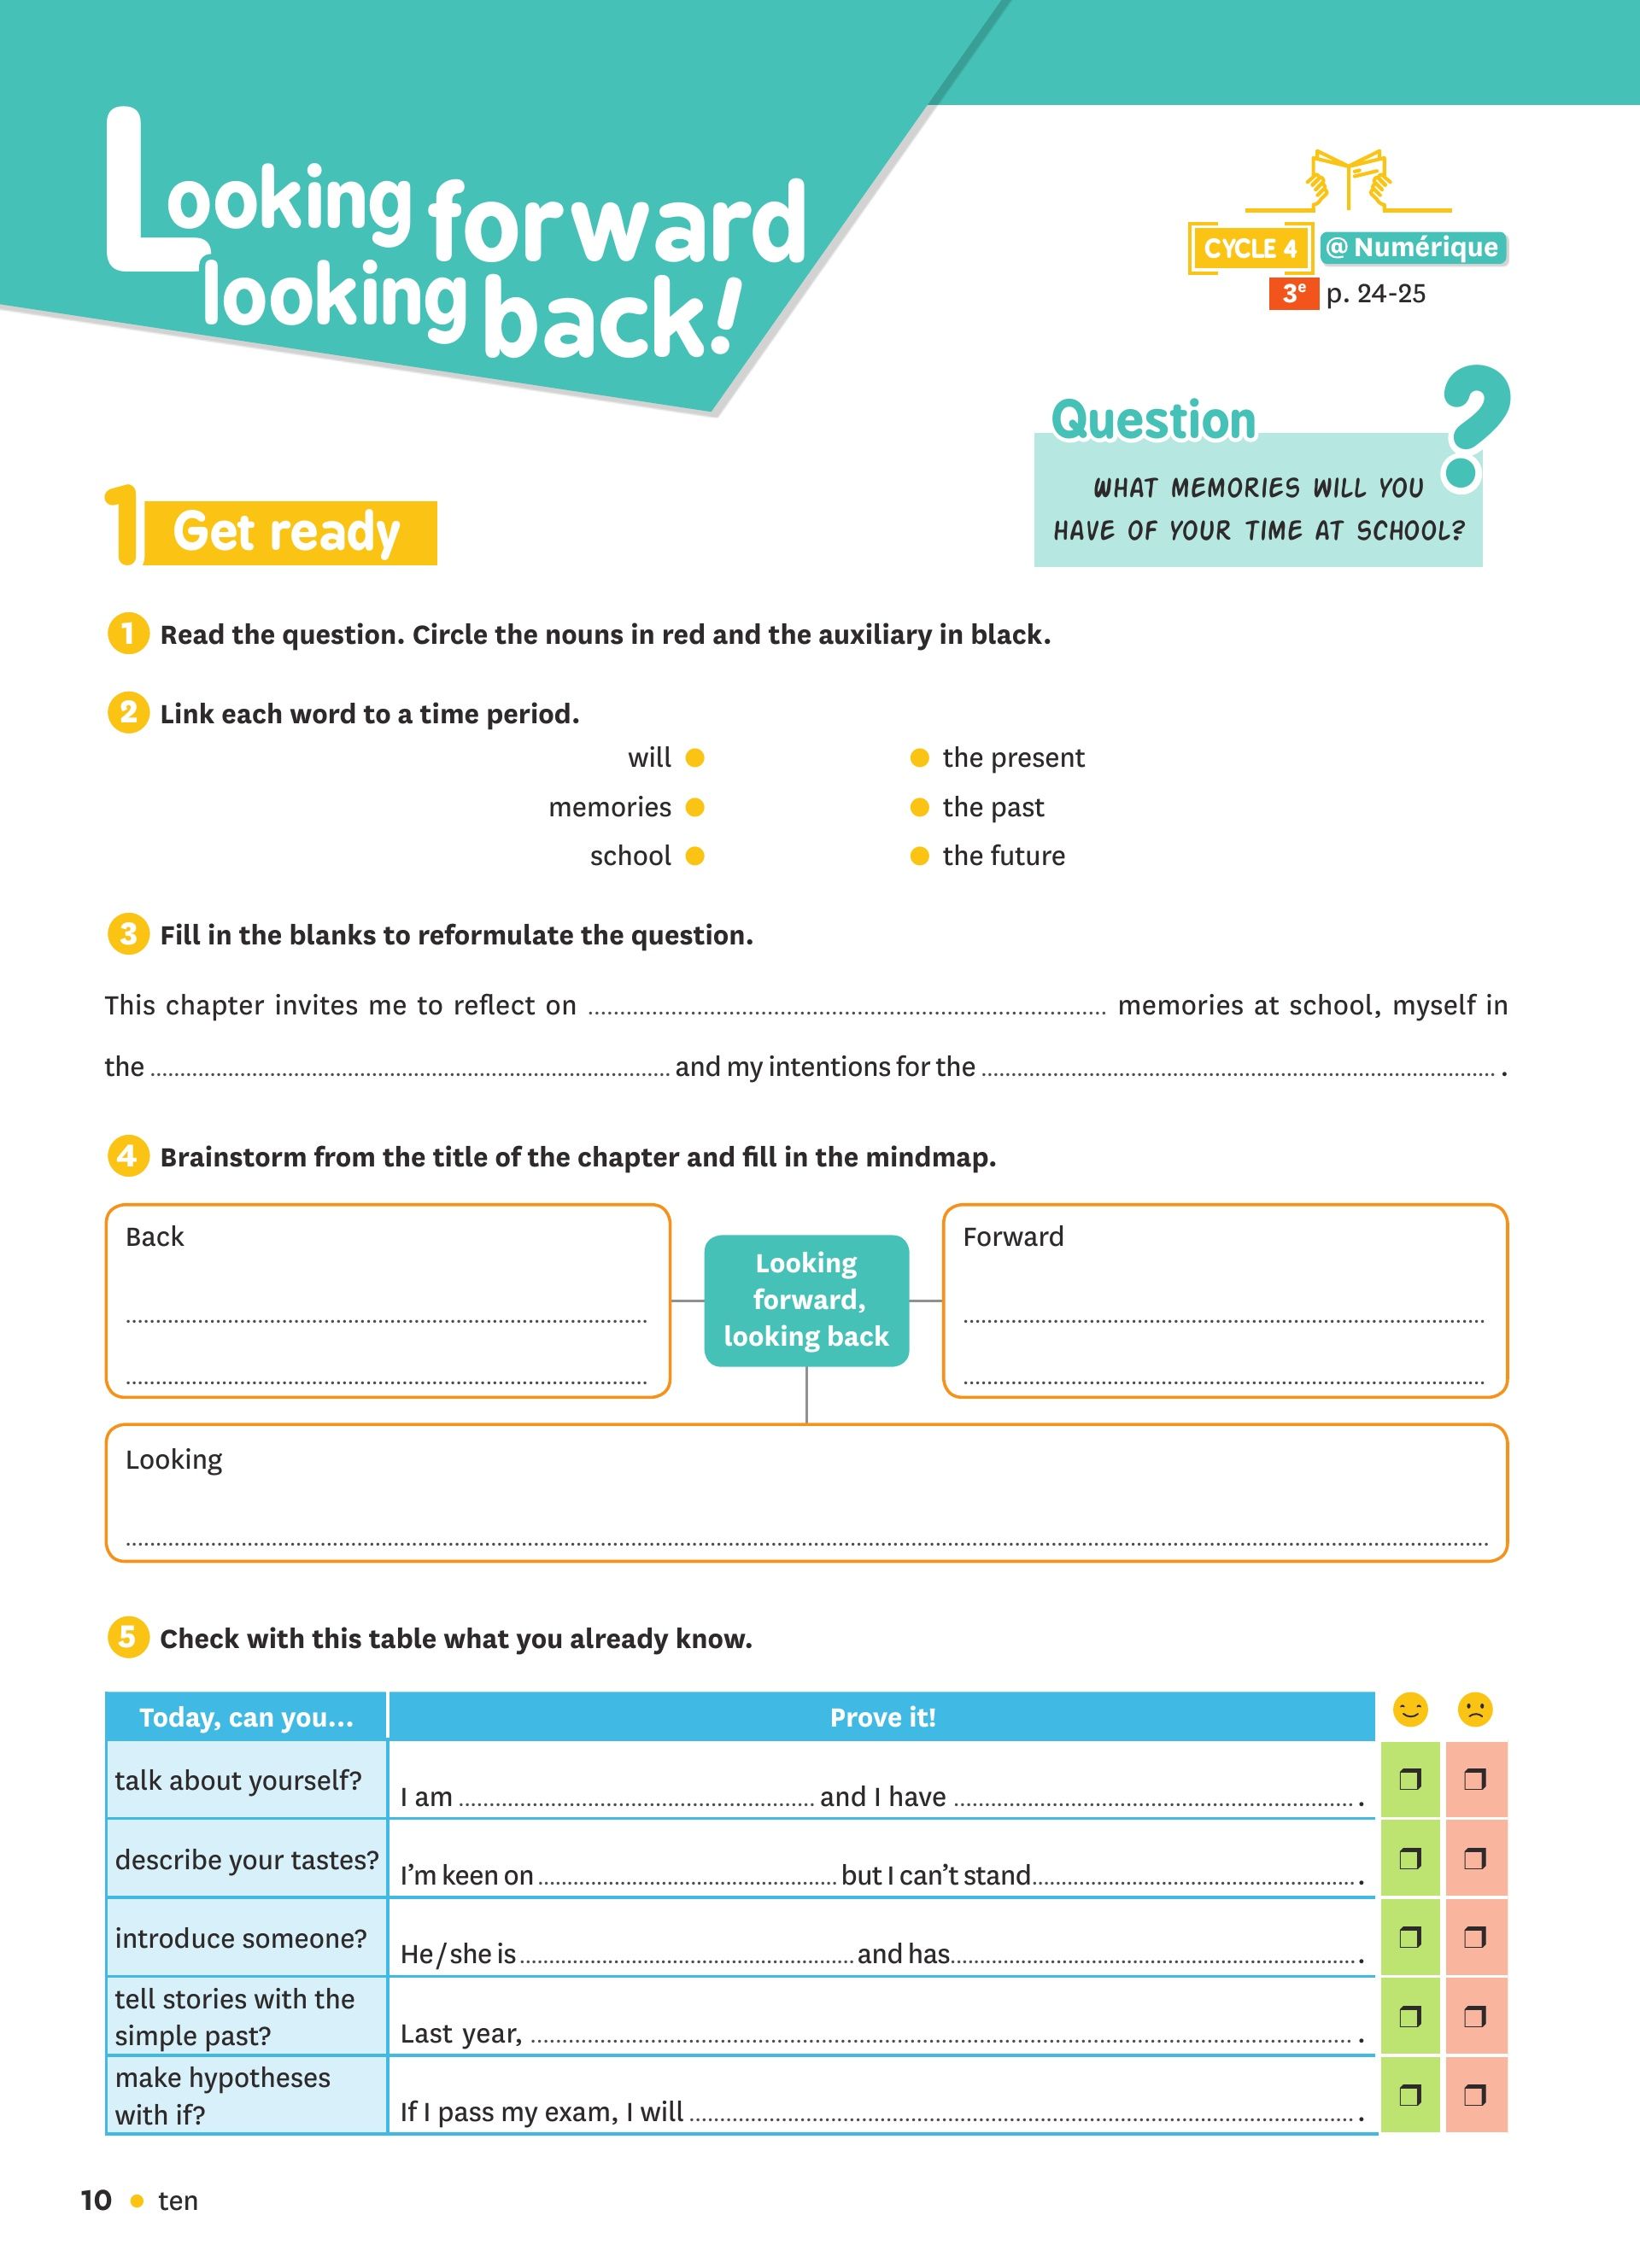 Looking forward
looking back!
CYCLE 4 @ Numérique
3e p. 24-25
Question ?
WHAT MEMORIES WILL YOU
HAVE OF YOUR TIME AT SCHOOL?
1 Get ready
1 Read the question. Circle the nouns in red and the auxiliary in black.
2 Link each word to a time period.
will • • the present
memories • • the past
school • • the future
3 Fill in the blanks to reformulate the question.
This chapter invites me to reflect on ........ memories at school, myself in
the ........ and my intentions for the ........ .
4 Brainstorm from the title of the chapter and fill in the mindmap.
Back
Looking
forward,
looking back
Forward
Looking
5 Check with this table what you already know.
Today, can you... Prove it!
talk about yourself? I am ........ and I have ........ .
describe your tastes? I'm keen on ........ but I can't stand ........ .
introduce someone? He/she is ........ and has ........ .
tell stories with the
simple past? Last year, ........ .
make hypotheses
with if? If I pass my exam, I will ........ .
10 • ten